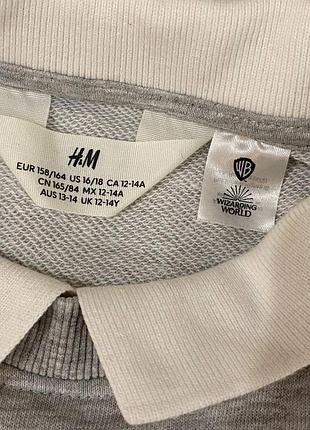 H&M
EUR 158/164 US 16/18 CA 12-14A
CN 165/84 MX 12-14A
AUS 13-14 UK 12-14Y
WB
WIZARDING
WORLD